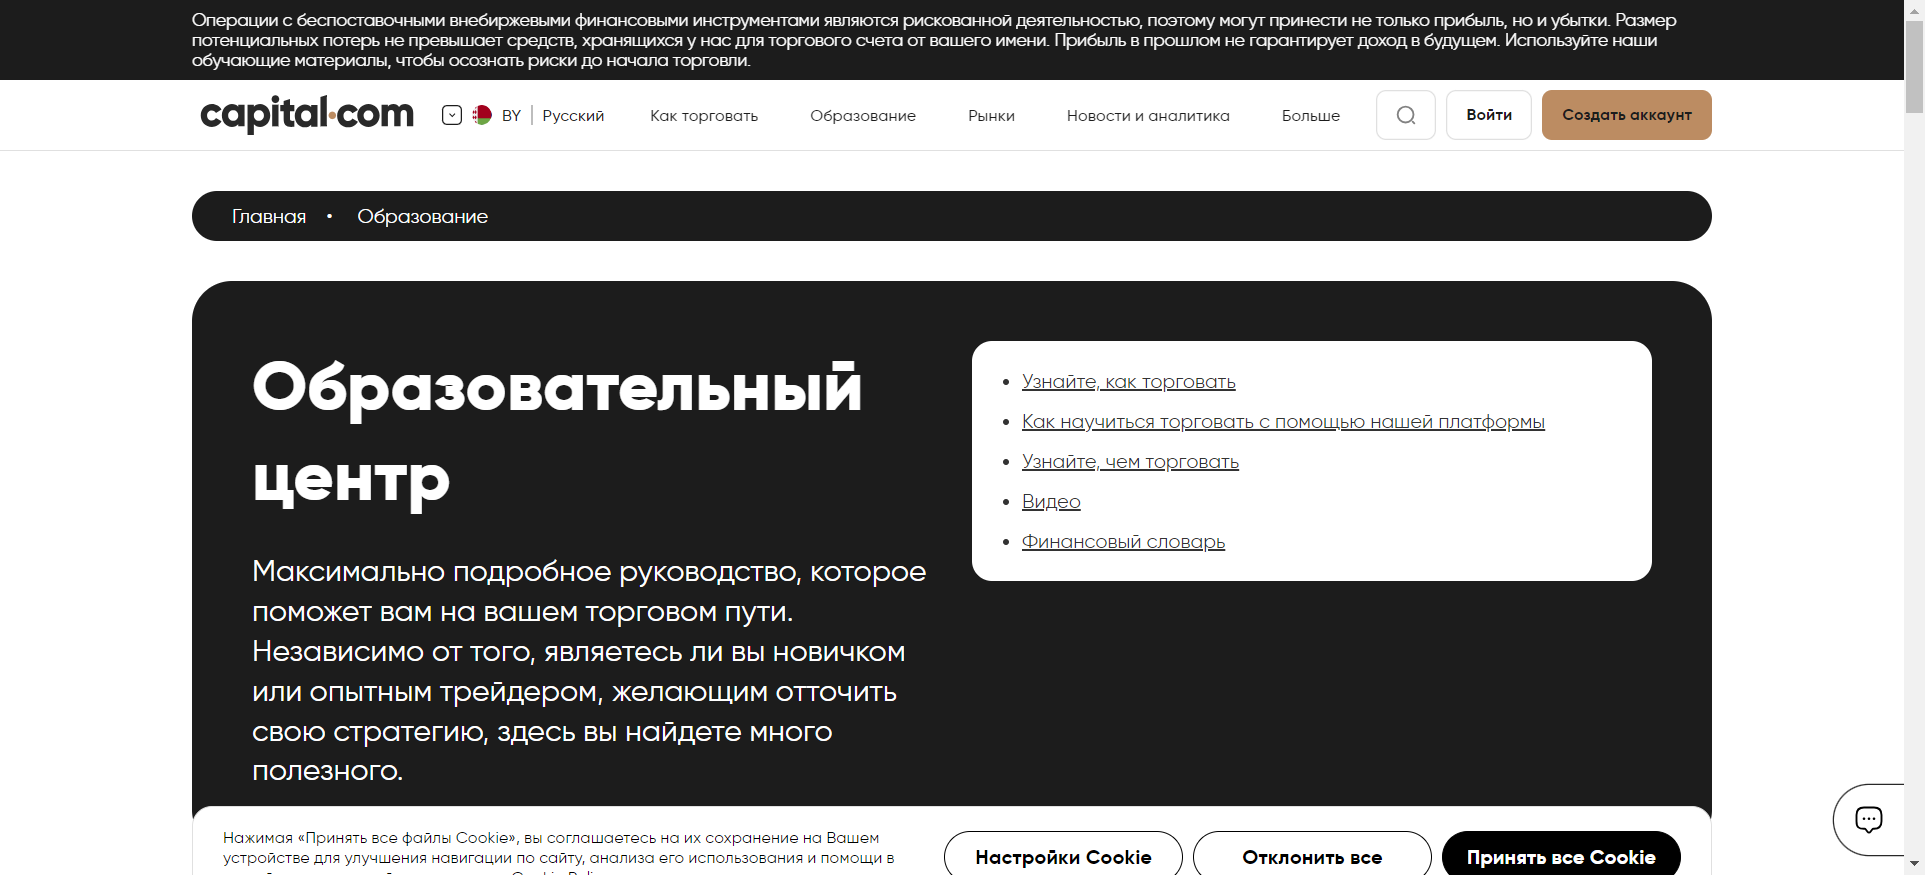 Операции с беспоставочными внебиржевыми финансовыми инструментами являются рискованной деятельностью, поэтому могут принести не только прибыль, но и убытки. Размер
потенциальных потерь не превышает средств, хранящихся у нас для торгового счета от вашего имени. Прибыль в прошлом не гарантирует доход в будущем. Используйте наши
обучающие материалы, чтобы осознать риски до начала торговли.
capital.com
BY | Русский
Как торговать
Образование
Рынки
Новости и аналитика
Больше
Войти
Создать аккаунт
Главная • Образование
Образовательный
центр
Максимально подробное руководство, которое
поможет вам на вашем торговом пути.
Независимо от того, являетесь ли вы новичком
или опытным трейдером, желающим отточить
свою стратегию, здесь вы найдете много
полезного.
• Узнайте, как торговать
• Как научиться торговать с помощью нашей платформы
• Узнайте, чем торговать
• Видео
• Финансовый словарь
Нажимая «Принять все файлы Cookie», вы соглашаетесь на их сохранение на Вашем
устройстве для улучшения навигации по сайту, анализа его использования и помощи в
Настройки Cookie
Отклонить все
Принять все Cookie